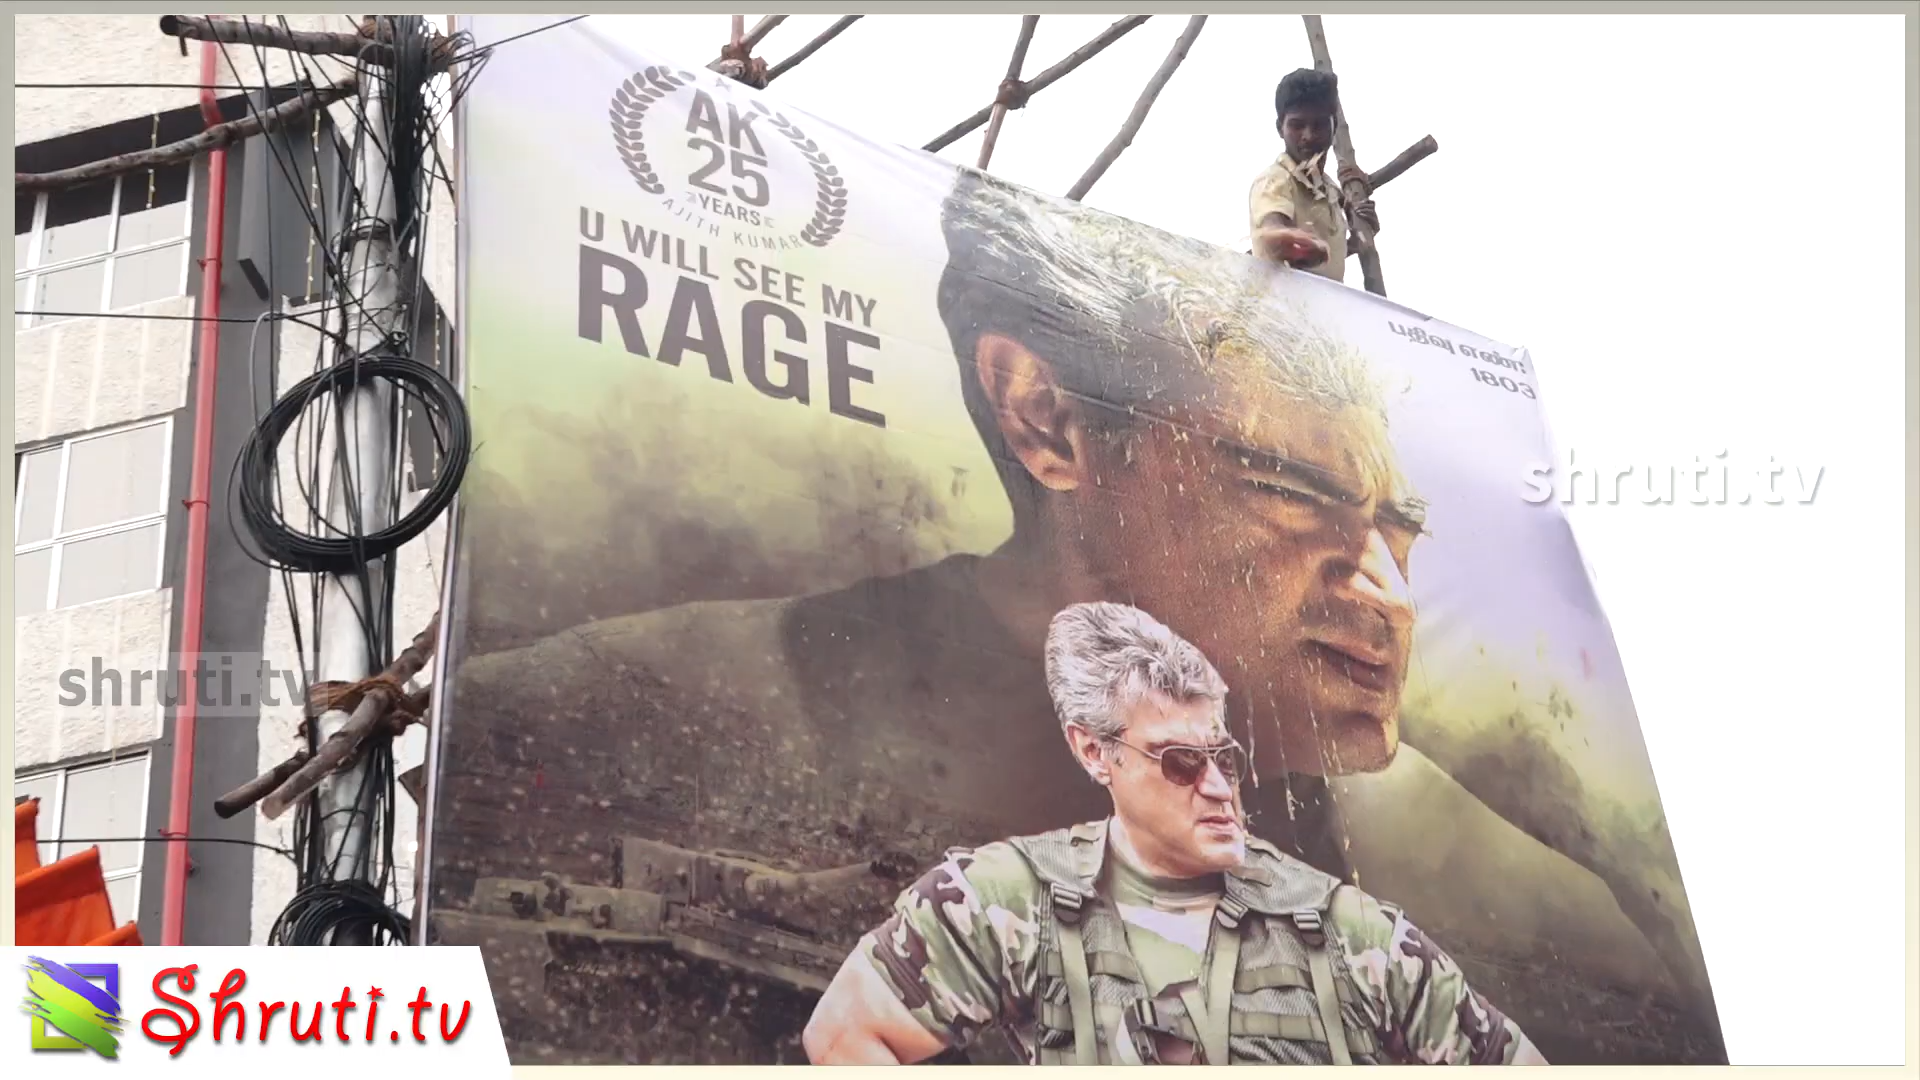 AK
25
YEARS
AJITH KUMAR
U WILL SEE MY
RAGE
பதிவு எண்:
1803
shruti.tv
shruti.tv
Shruti.tv